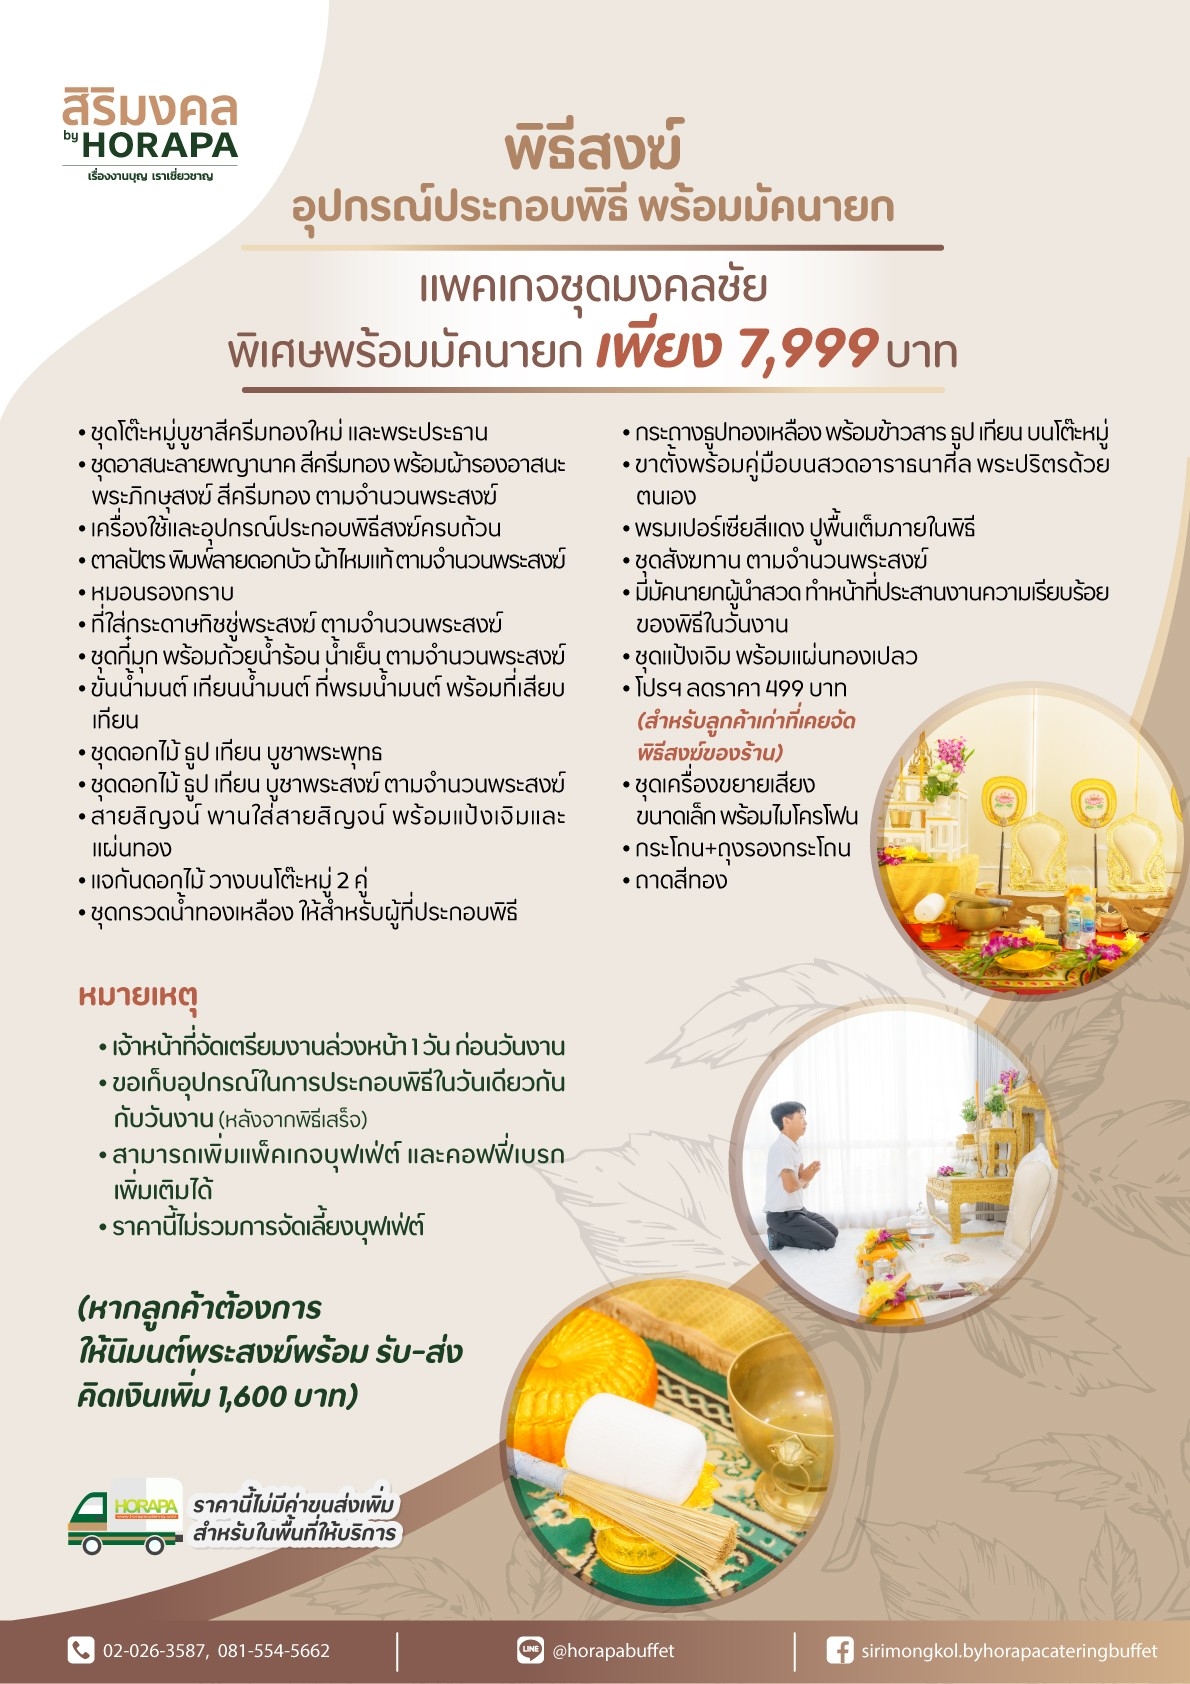 สิริมงคล
by HORAPA
เรื่องงานบุญ เราเชี่ยวชาญ
พิธีสงฆ์
อุปกรณ์ประกอบพิธี พร้อมมัคนายก
แพคเกจชุดมงคลชัย
พิเศษพร้อมมัคนายก เพียง 7,999 บาท
• ชุดโต๊ะหมู่บูชาสีครีมทองใหม่ และพระประธาน
• ชุดอาสนะลายพญานาค สีครีมทอง พร้อมผ้ารองอาสนะ
พระภิกษุสงฆ์ สีครีมทอง ตามจำนวนพระสงฆ์
• เครื่องใช้และอุปกรณ์ประกอบพิธีสงฆ์ครบถ้วน
• ตาลปัตร พิมพ์ลายดอกบัว ผ้าไหมแท้ ตามจำนวนพระสงฆ์
• หมอนรองกราบ
• ที่ใส่กระดาษทิชชู่พระสงฆ์ ตามจำนวนพระสงฆ์
• ชุดกี๋มุก พร้อมถ้วยน้ำร้อน น้ำเย็น ตามจำนวนพระสงฆ์
• ขันน้ำมนต์ เทียนน้ำมนต์ ที่พรมน้ำมนต์ พร้อมที่เสียบ
เทียน
• ชุดดอกไม้ ธูป เทียน บูชาพระพุทธ
• ชุดดอกไม้ ธูป เทียน บูชาพระสงฆ์ ตามจำนวนพระสงฆ์
• สายสิญจน์ พานใส่สายสิญจน์ พร้อมแป้งเจิมและ
แผ่นทอง
• แจกันดอกไม้ วางบนโต๊ะหมู่ 2 คู่
• ชุดกรวดน้ำทองเหลือง ให้สำหรับผู้ที่ประกอบพิธี
• กระถางธูปทองเหลือง พร้อมข้าวสาร ธูป เทียน บนโต๊ะหมู่
• ขาตั้งพร้อมคู่มือบนสวดอาราธนาศีล พระปริตรด้วย
ตนเอง
• พรมเปอร์เซียสีแดง ปูพื้นเต็มภายในพิธี
• ชุดสังฆทาน ตามจำนวนพระสงฆ์
• มีมัคนายกผู้นำสวด ทำหน้าที่ประสานงานความเรียบร้อย
ของพิธีในวันงาน
• ชุดแป้งเจิม พร้อมแผ่นทองเปลว
• โปรฯ ลดราคา 499 บาท
(สำหรับลูกค้าเก่าที่เคยจัด
พิธีสงฆ์ของร้าน)
• ชุดเครื่องขยายเสียง
ขนาดเล็ก พร้อมไมโครโฟน
• กระโถน+ถุงรองกระโถน
• ถาดสีทอง
หมายเหตุ
• เจ้าหน้าที่จัดเตรียมงานล่วงหน้า 1 วัน ก่อนวันงาน
• ขอเก็บอุปกรณ์ในการประกอบพิธีในวันเดียวกัน
กับวันงาน (หลังจากพิธีเสร็จ)
• สามารถเพิ่มแพ็คเกจบุฟเฟ่ต์ และคอฟฟี่เบรก
เพิ่มเติมได้
• ราคานี้ไม่รวมการจัดเลี้ยงบุฟเฟ่ต์
(หากลูกค้าต้องการ
ให้นิมนต์พระสงฆ์พร้อม รับ-ส่ง
คิดเงินเพิ่ม 1,600 บาท)
HORAPA
ราคานี้ไม่มีค่าขนส่งเพิ่ม
สำหรับในพื้นที่ให้บริการ
02-026-3587, 081-554-5662
LINE @horapabuffet
sirimongkol.byhorapacateringbuffet